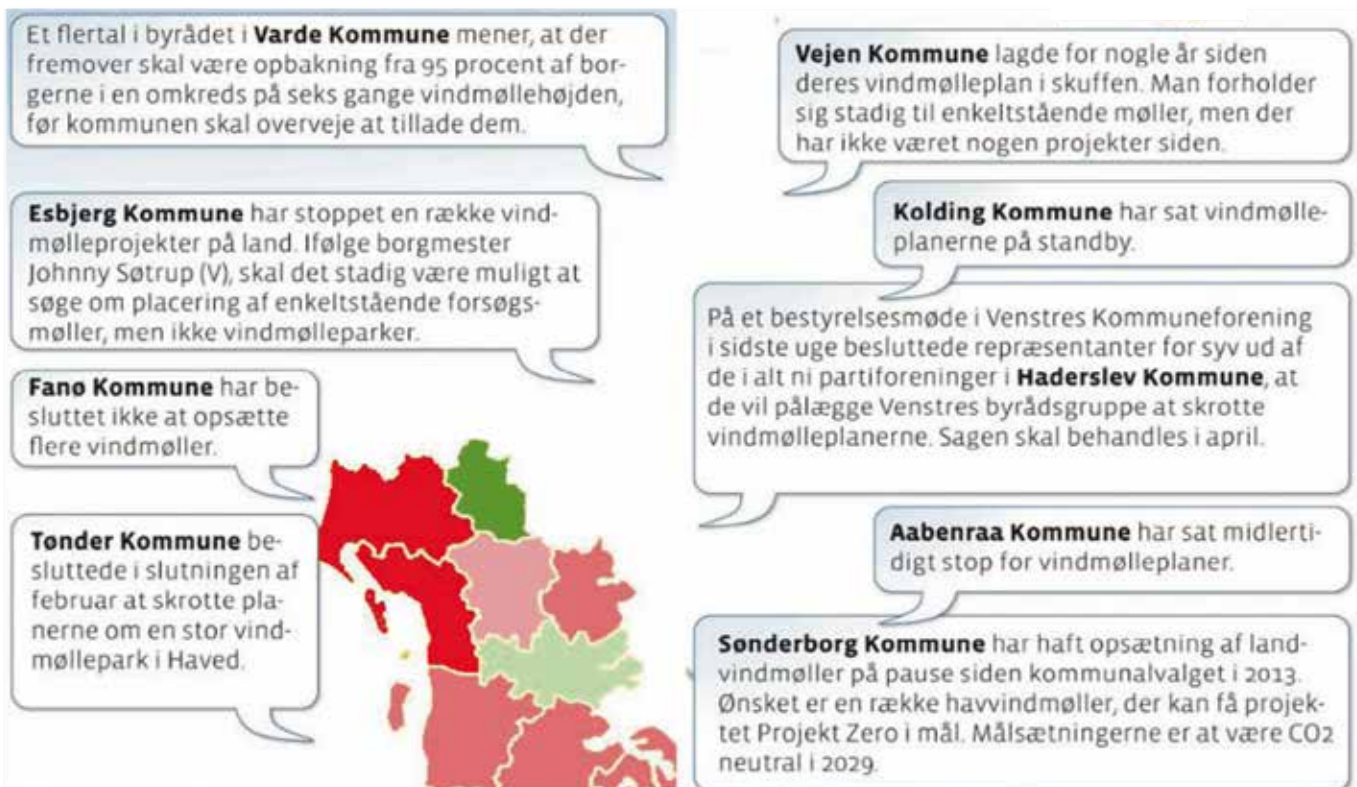 Et flertal i byrådet i Varde Kommune mener, at der
fremover skal være opbakning fra 95 procent af bor-
gerne i en omkreds på seks gange vindmøllehøjden,
før kommunen skal overveje at tillade dem.
Esbjerg Kommune har stoppet en række vind-
mølleprojekter på land. Ifølge borgmester
Johnny Søtrup (V), skal det stadig være muligt at
søge om placering af enkeltstående forsøgs-
møller, men ikke vindmølleparker.
Fanø Kommune har be-
sluttet ikke at opsætte
flere vindmøller.
Tønder Kommune be-
sluttede i slutningen af
februar at skrotte pla-
nerne om en stor vind-
møllepark i Haved.
Vejen Kommune lagde for nogle år siden
deres vindmølleplan i skuffen. Man forholder
sig stadig til enkeltstående møller, men der
har ikke været nogen projekter siden.
Kolding Kommune har sat vindmølle-
planerne på standby.
På et bestyrelsesmøde i Venstres Kommuneforening
i sidste uge besluttede repræsentanter for syv ud af
de i alt ni partiforeninger i Haderslev Kommune, at
de vil pålægge Venstres byrådsgruppe at skrotte
vindmølleplanerne. Sagen skal behandles i april.
Aabenraa Kommune har sat midlerti-
digt stop for vindmølleplaner.
Sønderborg Kommune har haft opsætning af land-
vindmøller på pause siden kommunalvalget i 2013.
Ønsket er en række havvindmøller, der kan få projek-
tet Projekt Zero i mål. Målsætningerne er at være CO2
neutral i 2029.